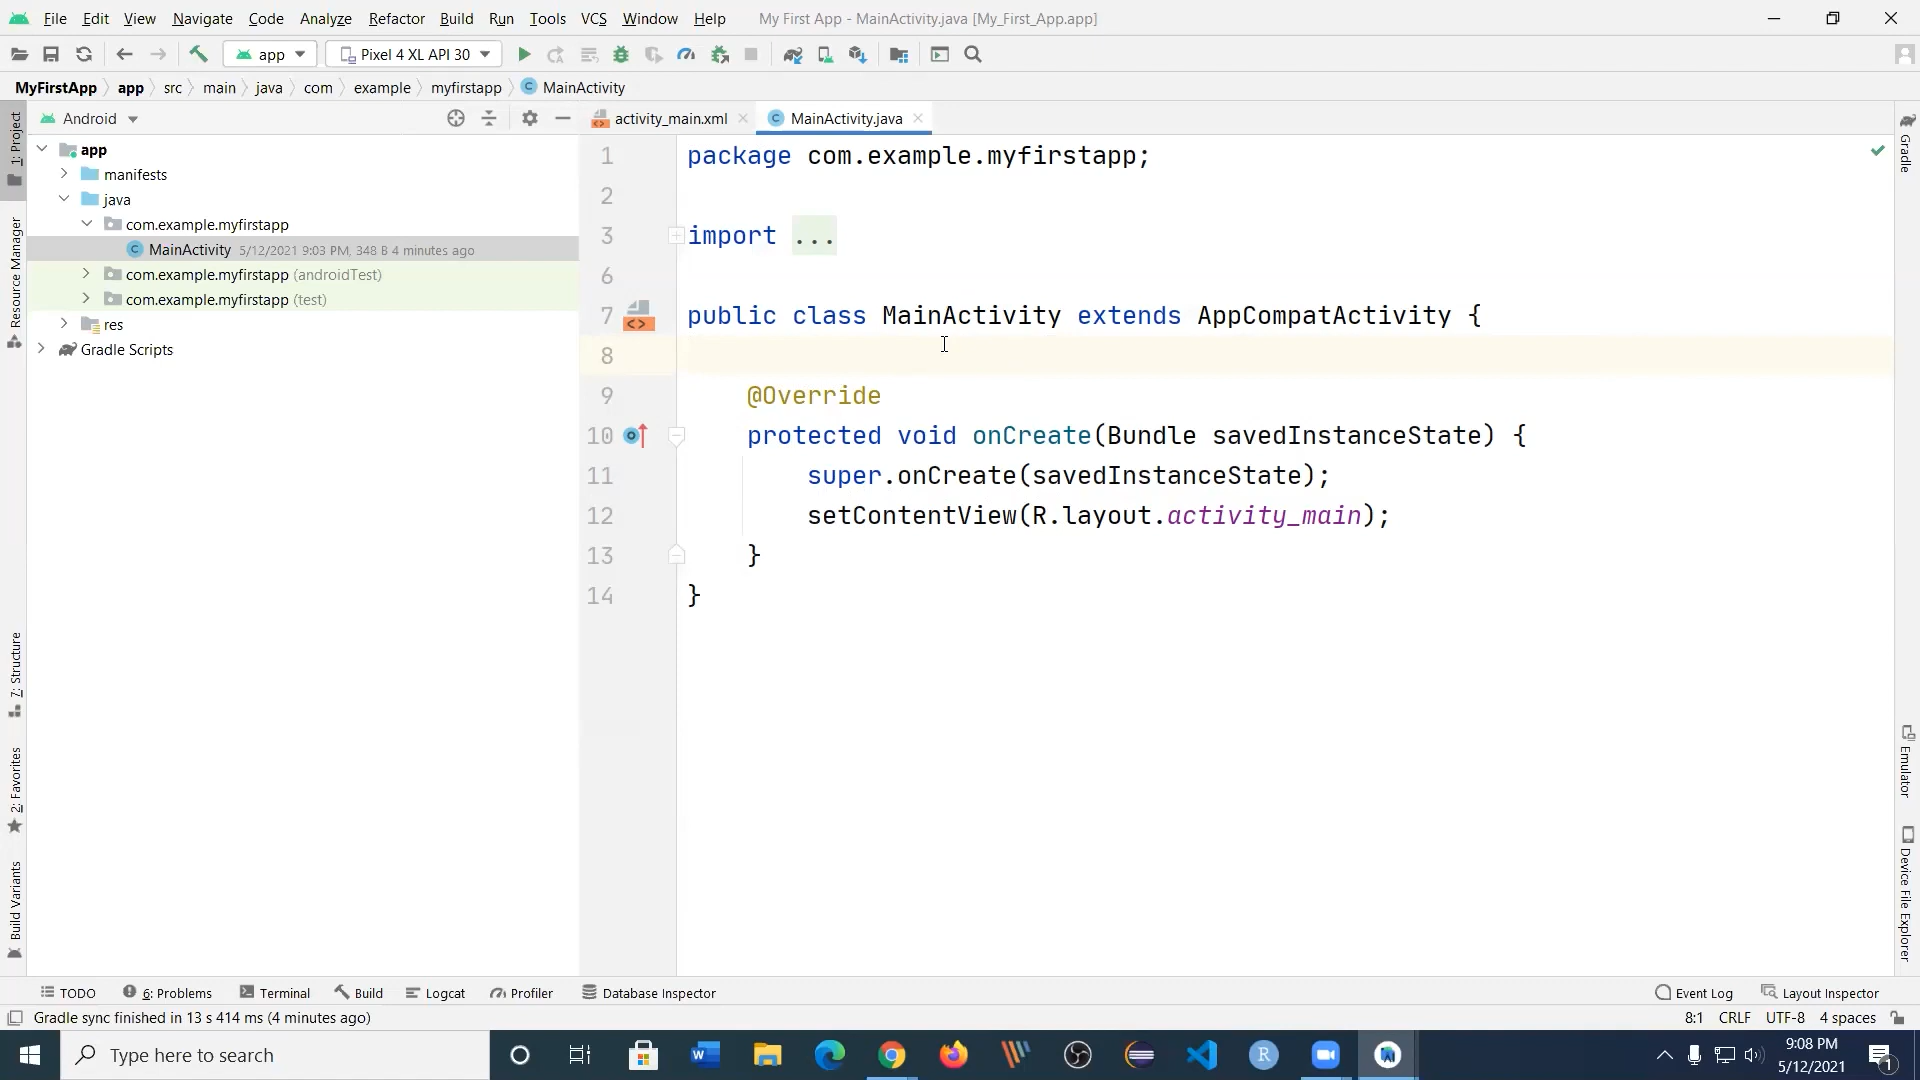 File Edit View Navigate Code Analyze Refactor Build Run Tools VCS Window Help My First App - MainActivity.java [My_First_App.app]
app Pixel 4 XL API 30
MyFirstApp app src main java com example myfirstapp MainActivity
1: Project
Resource Manager
7: Structure
2: Favorites
Build Variants
Android
app
manifests
java
com.example.myfirstapp
MainActivity 5/12/2021 9:03 PM, 348 B 4 minutes ago
com.example.myfirstapp (androidTest)
com.example.myfirstapp (test)
res
Gradle Scripts
activity_main.xml MainActivity.java
1 package com.example.myfirstapp;
2
3 import ...
6
7 public class MainActivity extends AppCompatActivity {
8
9 @Override
10 protected void onCreate(Bundle savedInstanceState) {
11 super.onCreate(savedInstanceState);
12 setContentView(R.layout.activity_main);
13 }
14 }
Gradle
Emulator
Device File Explorer
TODO 6: Problems Terminal Build Logcat Profiler Database Inspector Event Log Layout Inspector
Gradle sync finished in 13 s 414 ms (4 minutes ago) 8:1 CRLF UTF-8 4 spaces
Type here to search
9:08 PM
5/12/2021
1